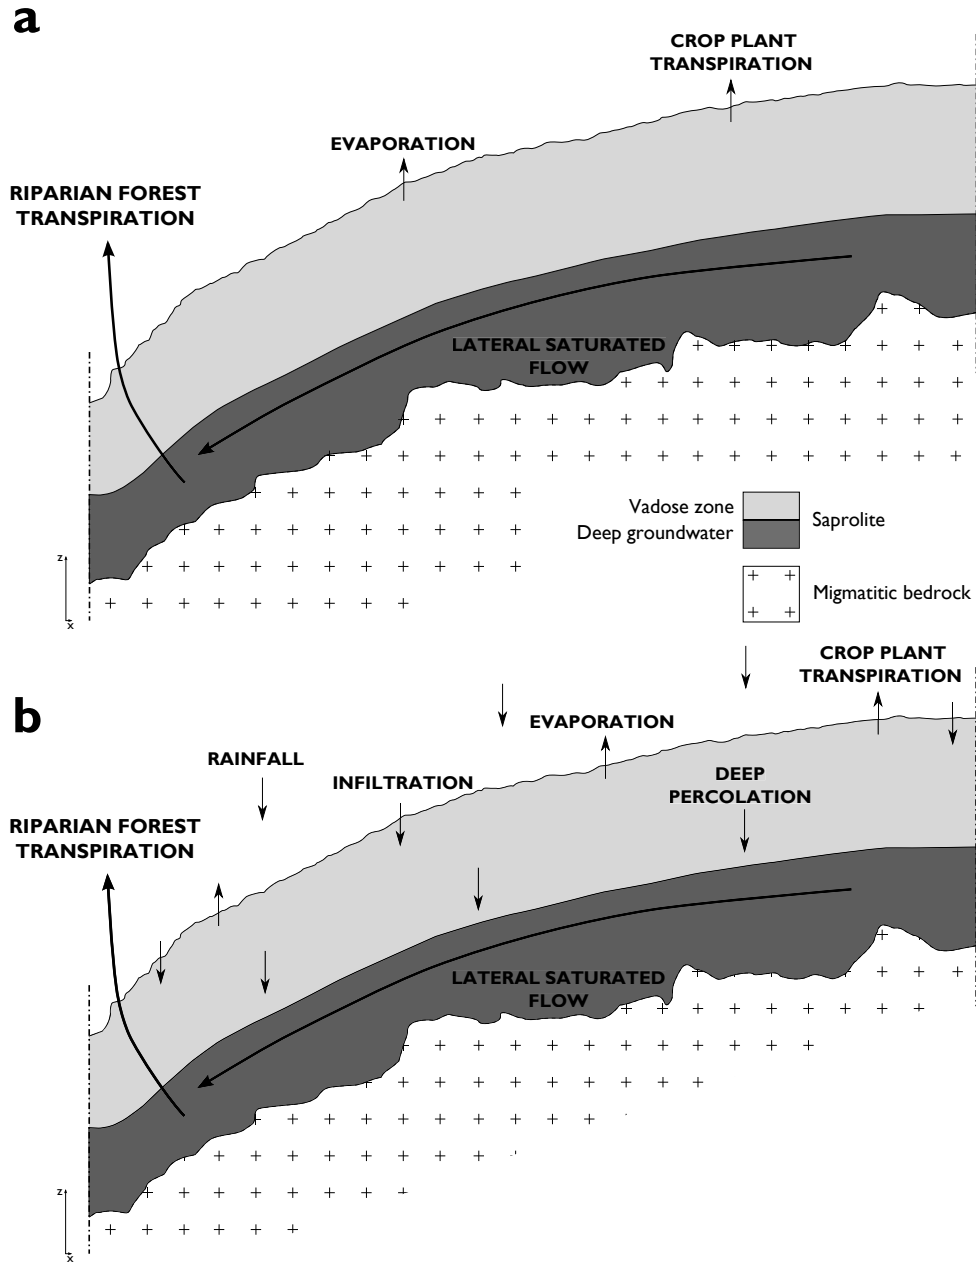 a
CROP PLANT
TRANSPIRATION
EVAPORATION
RIPARIAN FOREST
TRANSPIRATION
LATERAL SATURATED
FLOW
Vadose zone
Deep groundwater
Saprolite
Migmatitic bedrock
z
x
b
CROP PLANT
TRANSPIRATION
EVAPORATION
RAINFALL
INFILTRATION
DEEP
PERCOLATION
RIPARIAN FOREST
TRANSPIRATION
LATERAL SATURATED
FLOW
z
x